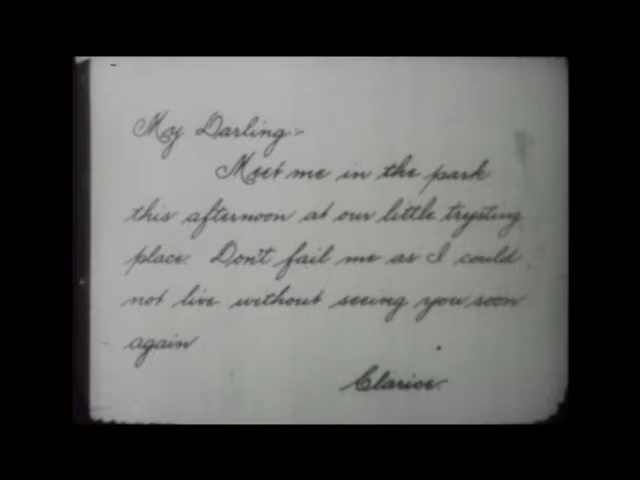 My Darling:-
Meet me in the park
this afternoon at our little trysting
place. Don't fail me as I could
not live without seeing you soon
again
Clarice.